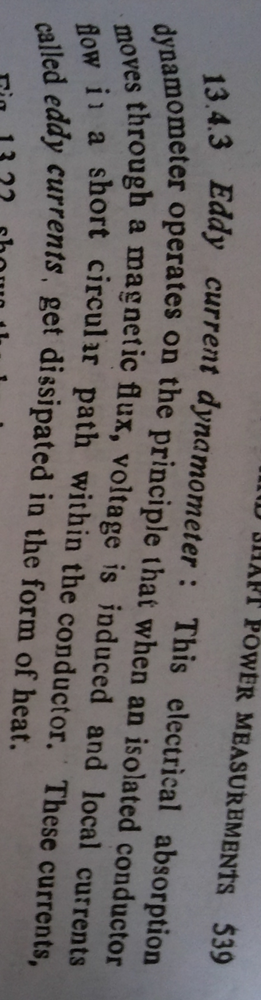 SHAFT POWER MEASUREMENTS 539
13.4.3 Eddy current dynamometer : This electrical absorption
dynamometer operates on the principle that when an isolated conductor
moves through a magnetic flux, voltage is induced and local currents
flow in a short circular path within the conductor. These currents,
called eddy currents, get dissipated in the form of heat.
Fig 13.22 shows the